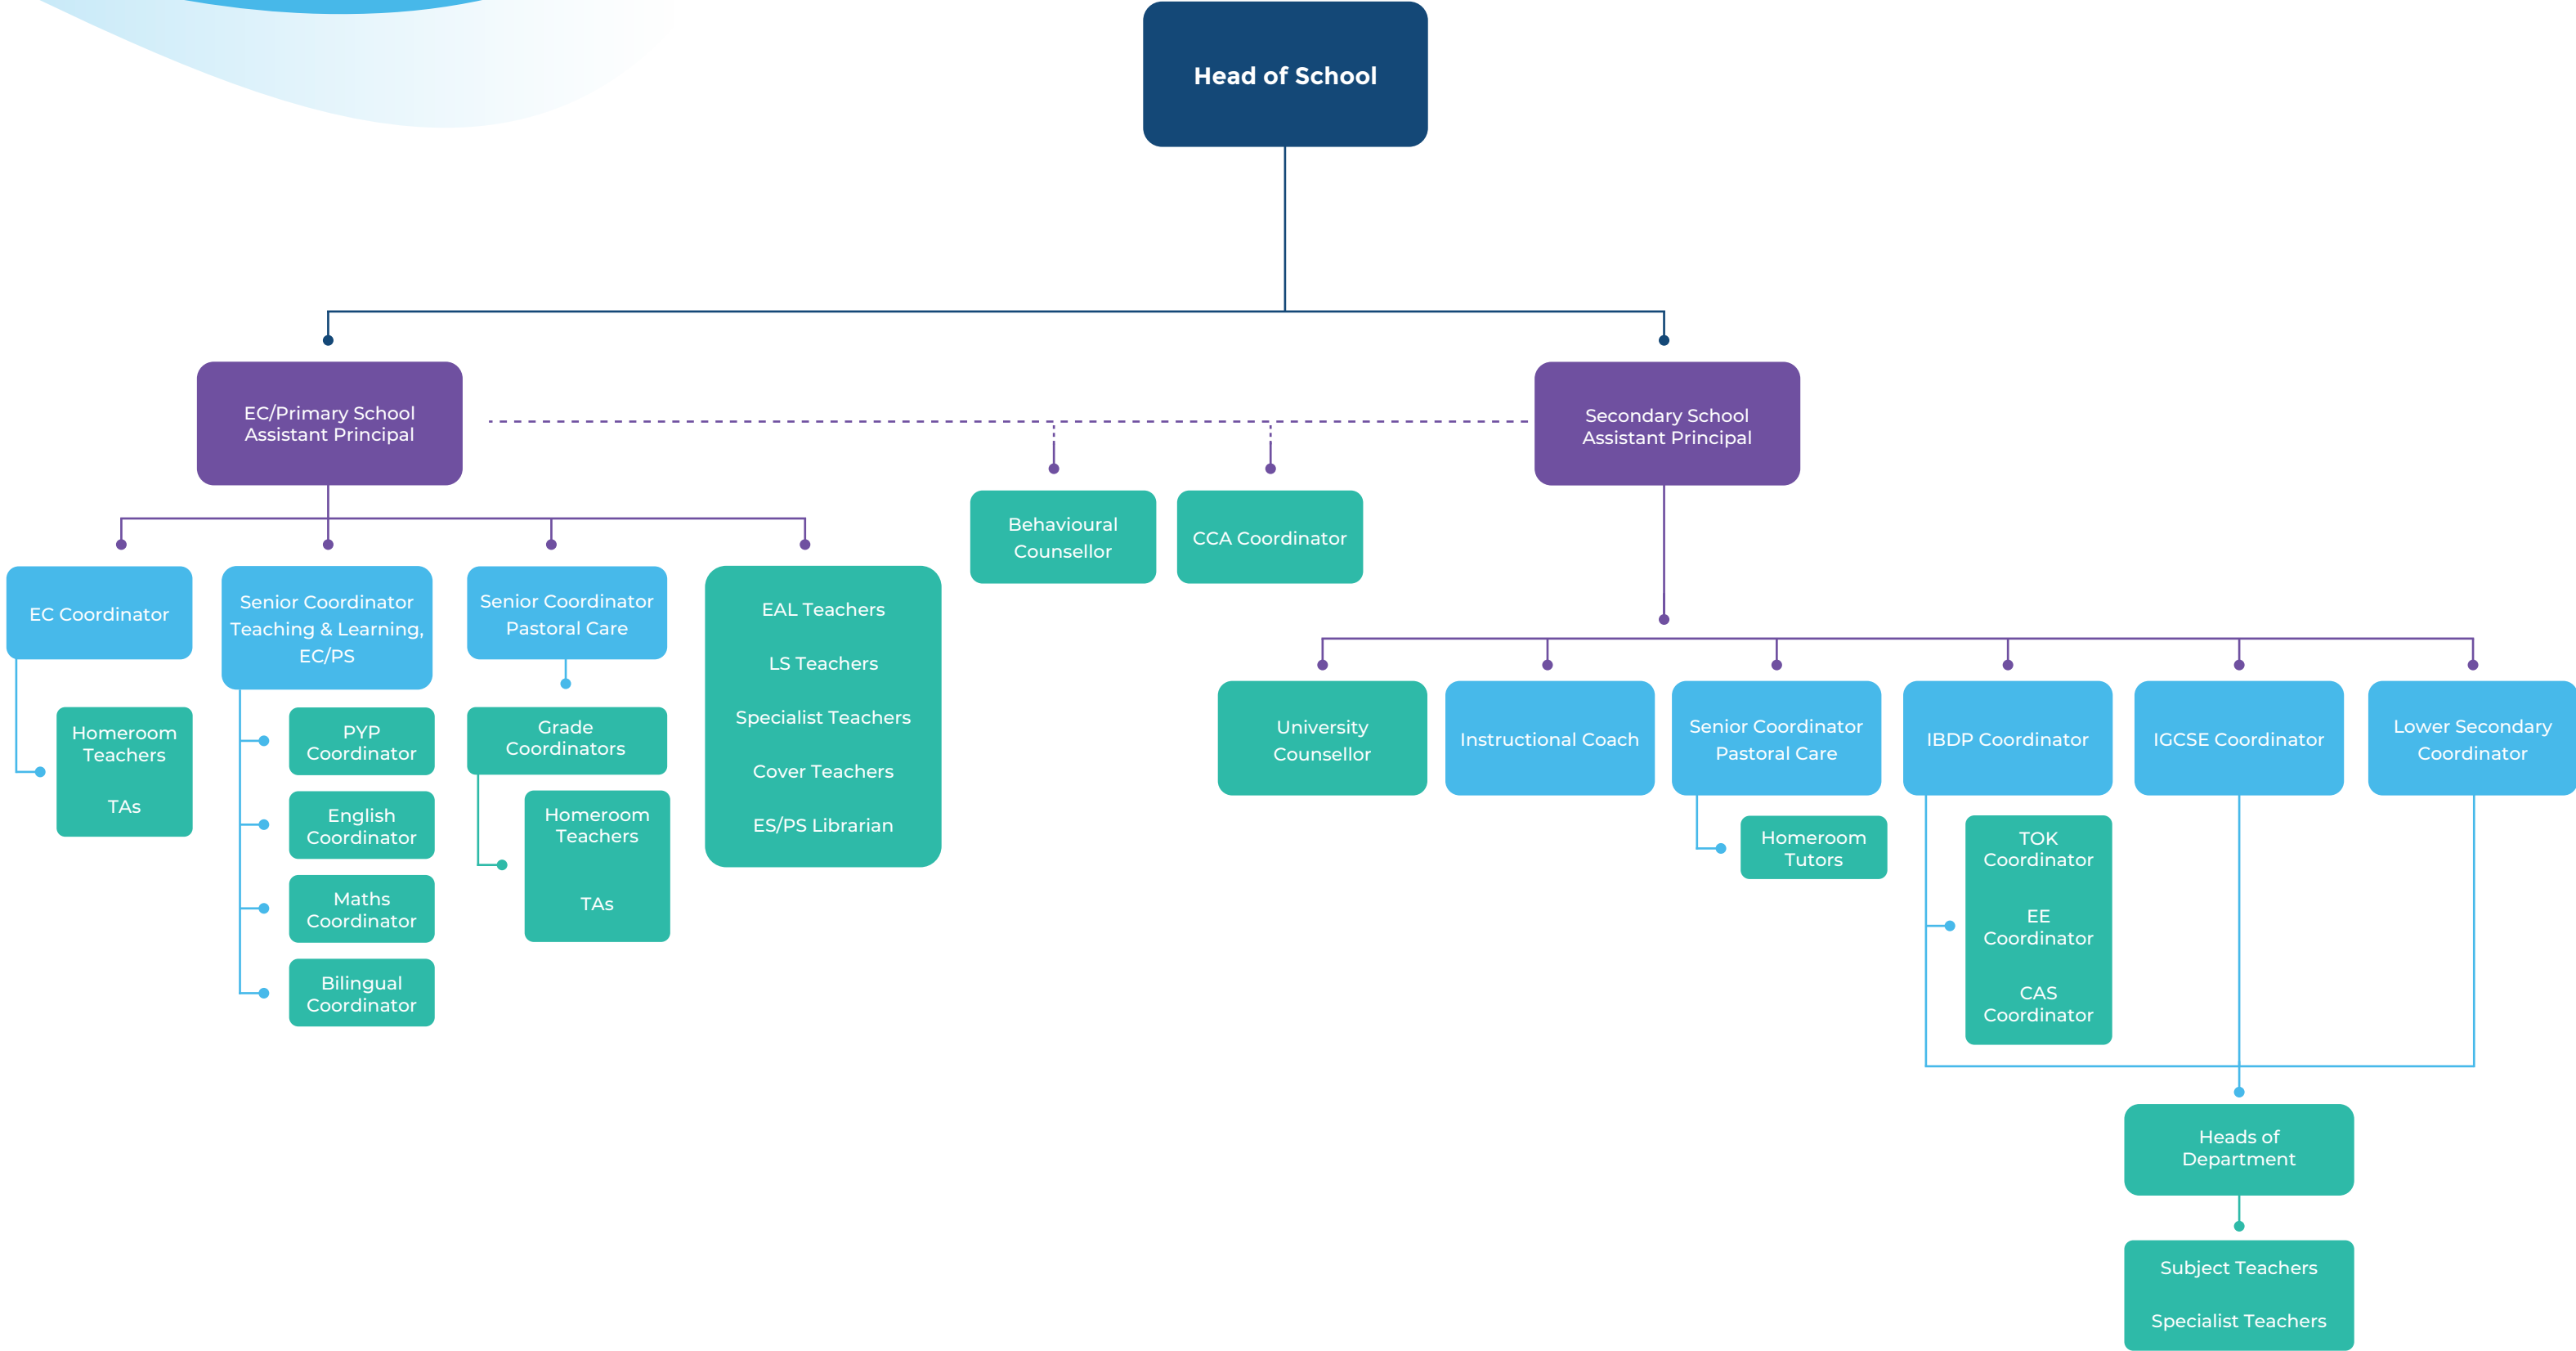 Head of School
EC/Primary School
Assistant Principal
Secondary School
Assistant Principal
Behavioural
Counsellor
CCA Coordinator
EC Coordinator
Senior Coordinator
Teaching & Learning,
EC/PS
Senior Coordinator
Pastoral Care
EAL Teachers
LS Teachers
Specialist Teachers
Cover Teachers
ES/PS Librarian
Homeroom
Teachers
TAs
PYP
Coordinator
English
Coordinator
Maths
Coordinator
Bilingual
Coordinator
Grade
Coordinators
Homeroom
Teachers
TAs
University
Counsellor
Instructional Coach
Senior Coordinator
Pastoral Care
IBDP Coordinator
IGCSE Coordinator
Lower Secondary
Coordinator
Homeroom
Tutors
TOK
Coordinator
EE
Coordinator
CAS
Coordinator
Heads of
Department
Subject Teachers
Specialist Teachers